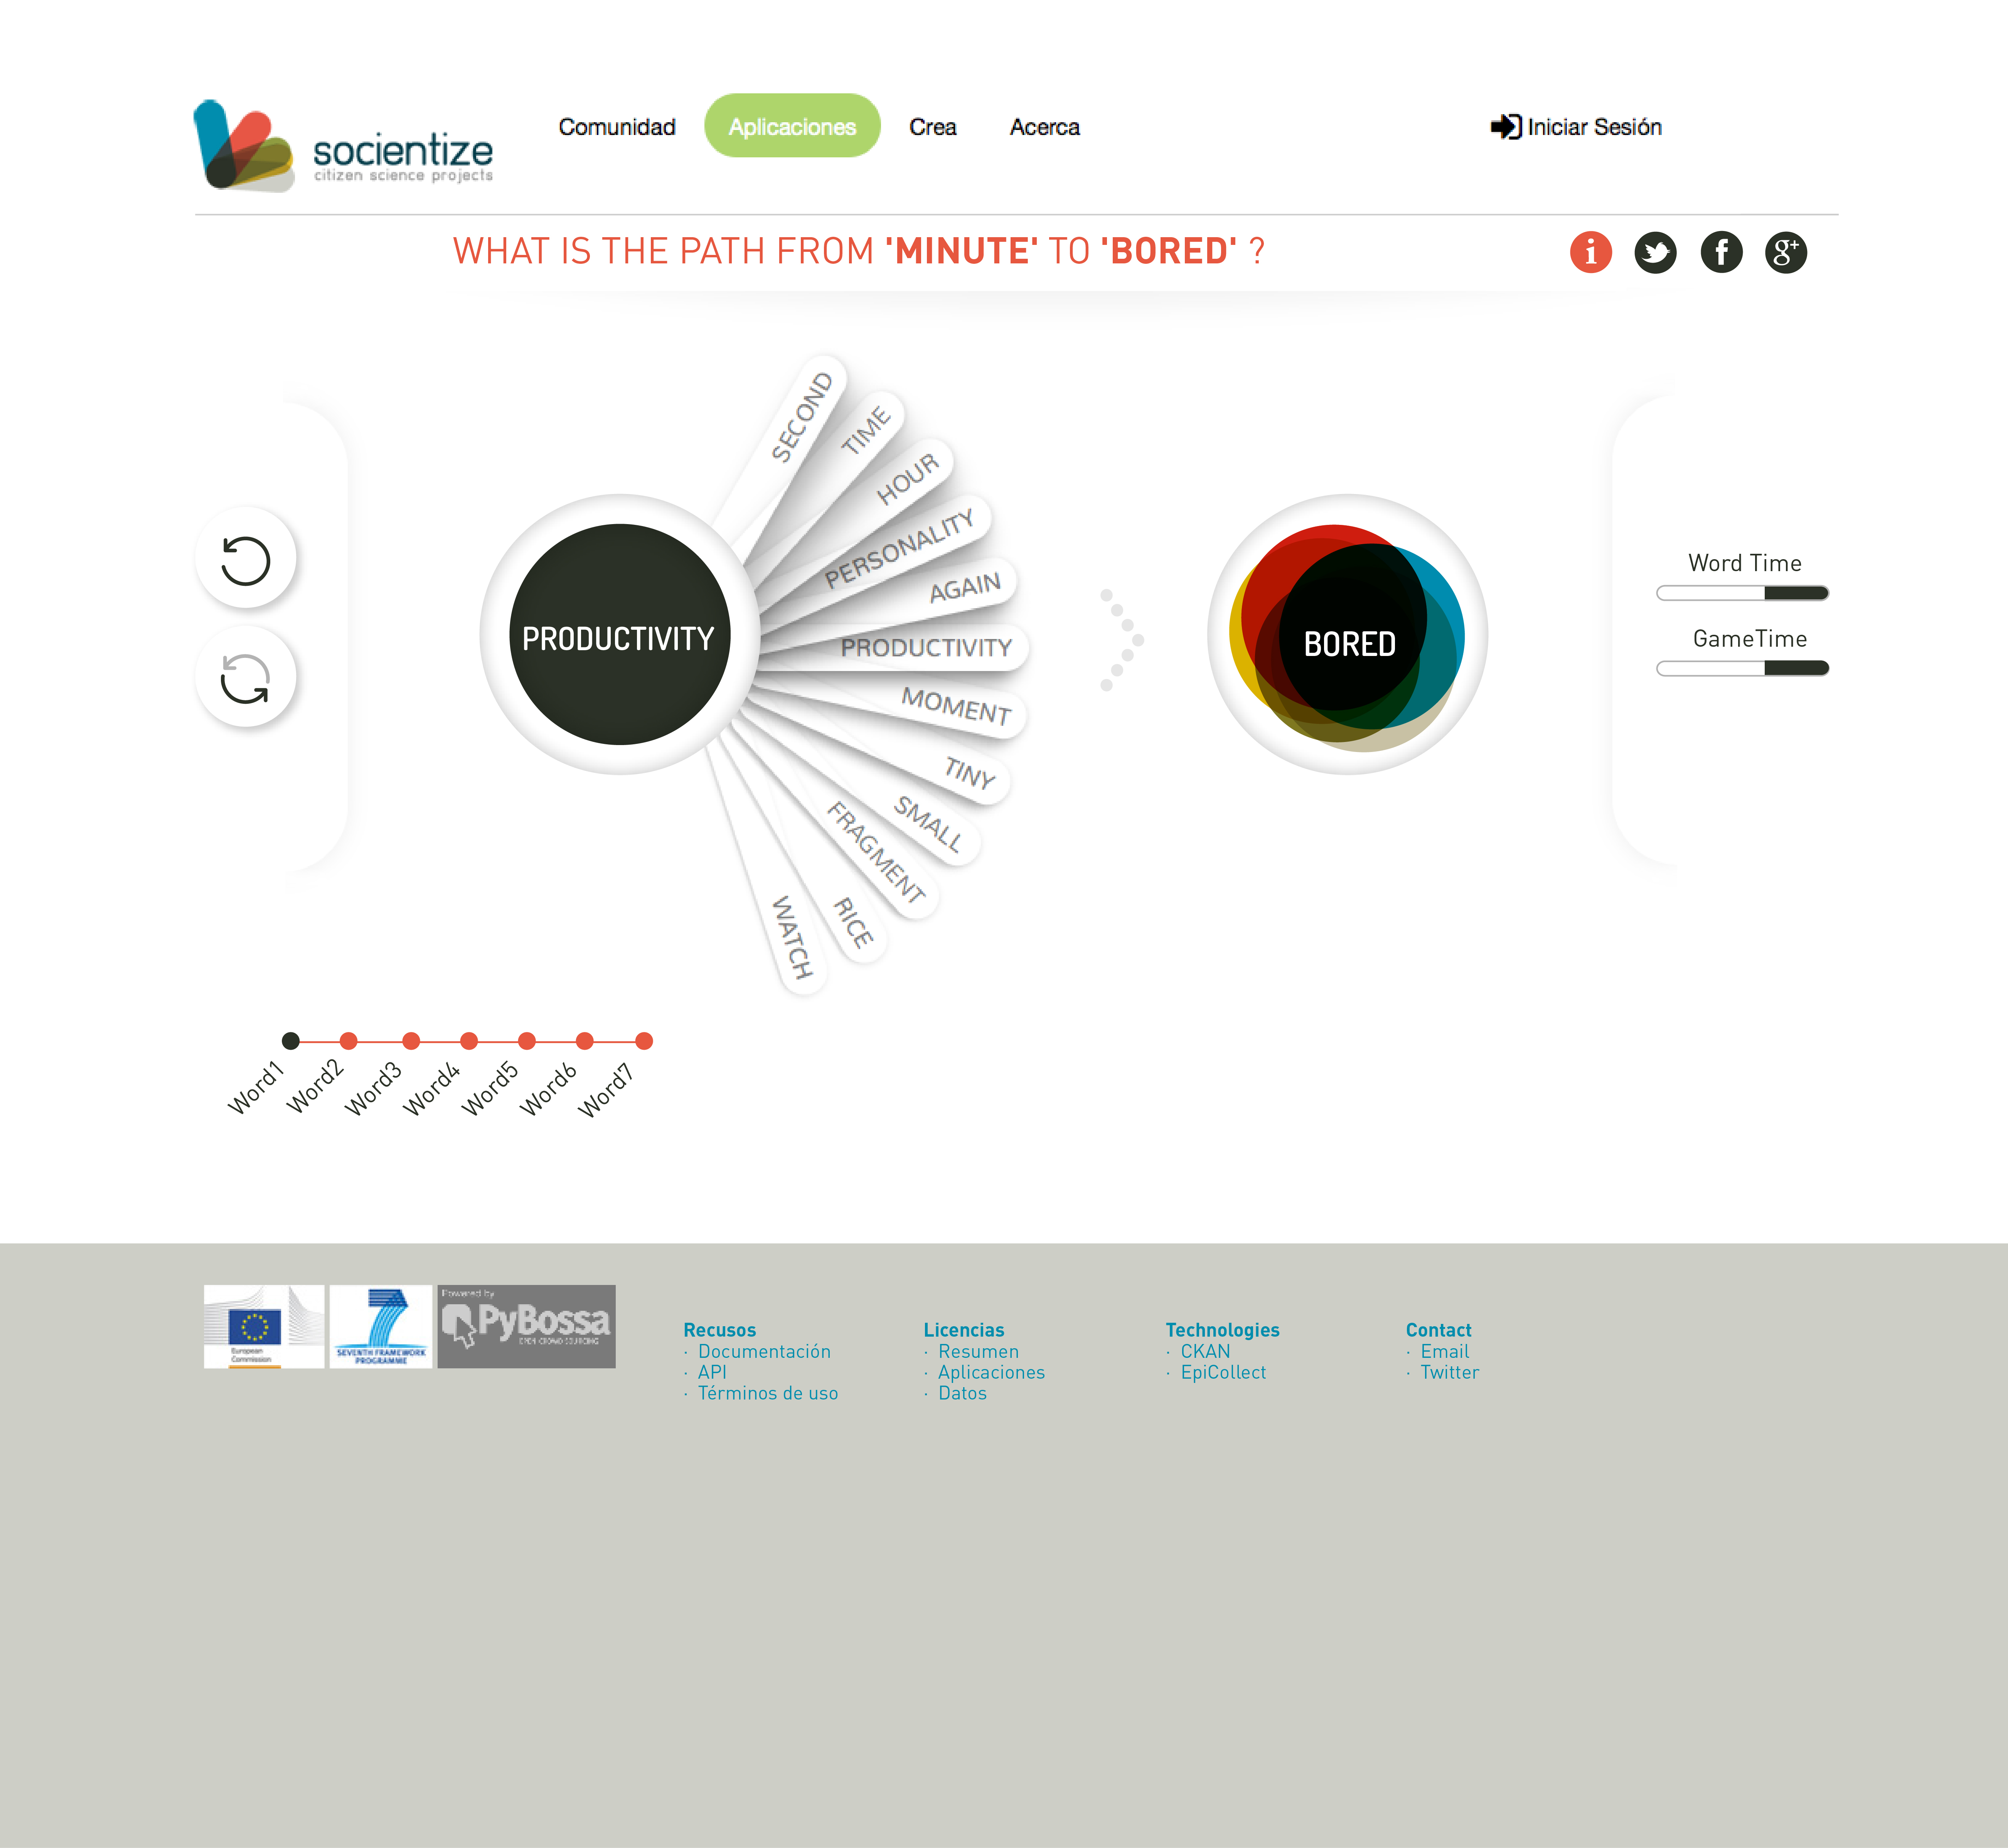 socientize
citizen science projects
Comunidad
Aplicaciones
Crea
Acerca
Iniciar Sesión
WHAT IS THE PATH FROM 'MINUTE' TO 'BORED' ?
i
f
g+
SECOND
TIME
HOUR
PERSONALITY
AGAIN
PRODUCTIVITY
MOMENT
TINY
SMALL
FRAGMENT
RICE
WATCH
PRODUCTIVITY
BORED
Word Time
GameTime
Word1
Word2
Word3
Word4
Word5
Word6
Word7
European
Commission
7
SEVENTH FRAMEWORK
PROGRAMME
Powered by
PyBossa
OPEN CROWD SOURCING
Recusos
· Documentación
· API
· Términos de uso
Licencias
· Resumen
· Aplicaciones
· Datos
Technologies
· CKAN
· EpiCollect
Contact
· Email
· Twitter